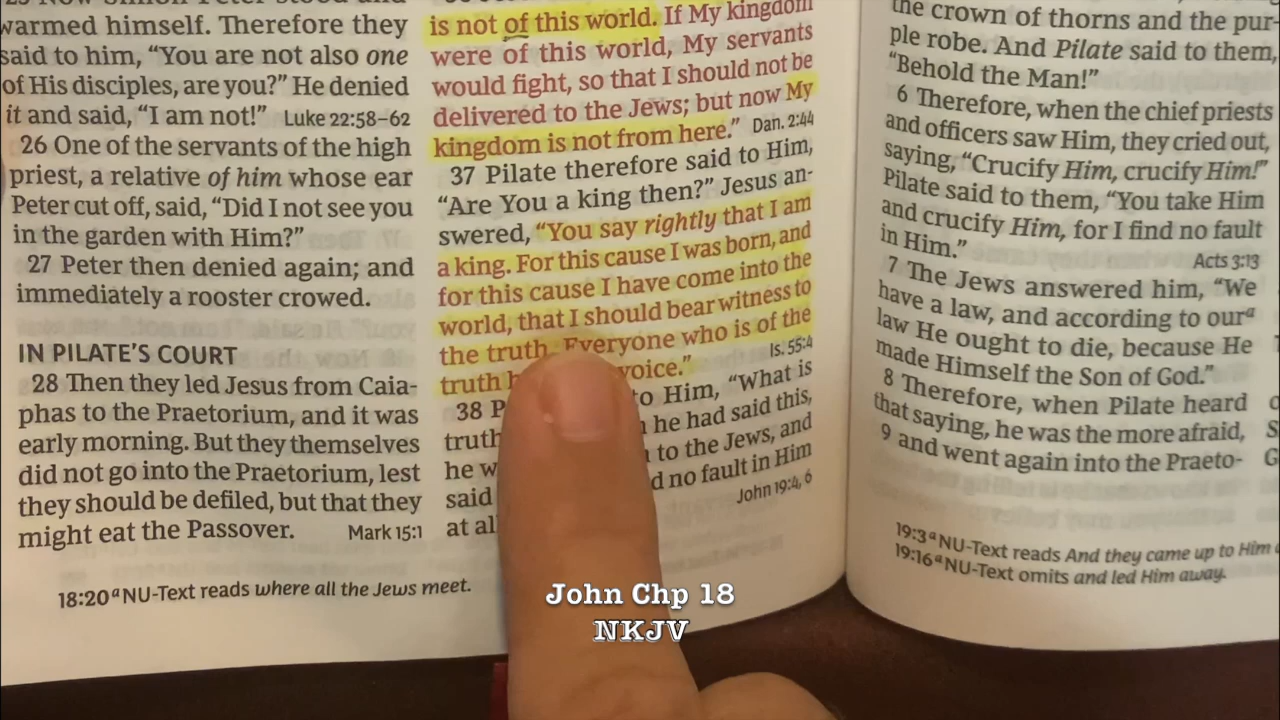 warmed himself. Therefore they
said to him, “You are not also one
of His disciples, are you?” He denied
it and said, “I am not!” Luke 22:58–62
26 One of the servants of the high
priest, a relative of him whose ear
Peter cut off, said, “Did I not see you
in the garden with Him?”
27 Peter then denied again; and
immediately a rooster crowed.
IN PILATE'S COURT
28 Then they led Jesus from Caia-
phas to the Praetorium, and it was
early morning. But they themselves
did not go into the Praetorium, lest
they should be defiled, but that they
might eat the Passover. Mark 15:1
18:20 a NU-Text reads where all the Jews meet.
is not of this world. If My kingdom
were of this world, My servants
would fight, so that I should not be
delivered to the Jews; but now My
kingdom is not from here.” Dan. 2:44
37 Pilate therefore said to Him,
“Are You a king then?” Jesus an-
swered, “You say rightly that I am
a king. For this cause I was born, and
for this cause I have come into the
world, that I should bear witness to
the truth. Everyone who is of the
truth voice.” Is. 55:4
38 to Him, “What is
truth he had said this,
he to the Jews, and
said no fault in Him
at John 19:4, 6
the crown of thorns and the pur-
ple robe. And Pilate said to them,
“Behold the Man!”
6 Therefore, when the chief priests
and officers saw Him, they cried out,
saying, “Crucify Him, crucify Him!”
Pilate said to them, “You take Him
and crucify Him, for I find no fault
in Him.” Acts 3:13
7 The Jews answered him, “We
have a law, and according to our a
law He ought to die, because He
made Himself the Son of God.”
8 Therefore, when Pilate heard
that saying, he was the more afraid,
9 and went again into the Praeto-
19:3 a NU-Text reads And they came up to Him
19:16 a NU-Text omits and led Him away.
John Chp 18
NKJV